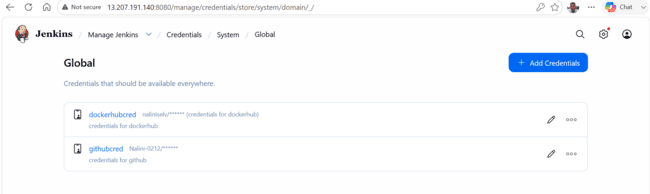 Not secure 13.207.191.140:8080/manage/credentials/store/system/domain/_/
Chat
Jenkins / Manage Jenkins / Credentials / System / Global
Global
+ Add Credentials
Credentials that should be available everywhere.
dockerhubcred naliniselv/****** (credentials for dockerhub)
credentials for dockerhub
githubcred Nalini-0212/******
credentials for github